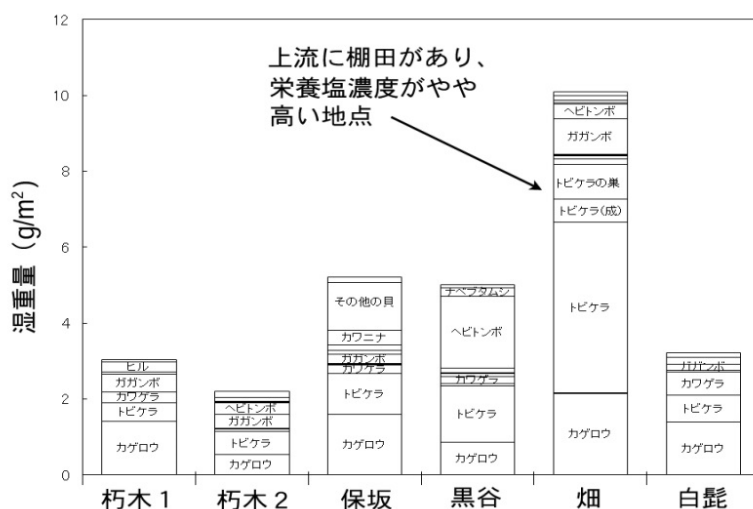 12
10
8
6
4
2
0
湿重量（g/m²）
上流に棚田があり、
栄養塩濃度がやや
高い地点
ヒル
ガガンボ
カワゲラ
トビケラ
カゲロウ
ヘビトンボ
ガガンボ
トビケラ
カゲロウ
その他の貝
カワニナ
ガガンボ
カワゲラ
トビケラ
カゲロウ
ナベブタムシ
ヘビトンボ
カワゲラ
トビケラ
カゲロウ
ヘビトンボ
ガガンボ
トビケラの巣
トビケラ(成)
トビケラ
カゲロウ
ガガンボ
カワゲラ
トビケラ
カゲロウ
朽木１
朽木２
保坂
黒谷
畑
白髭